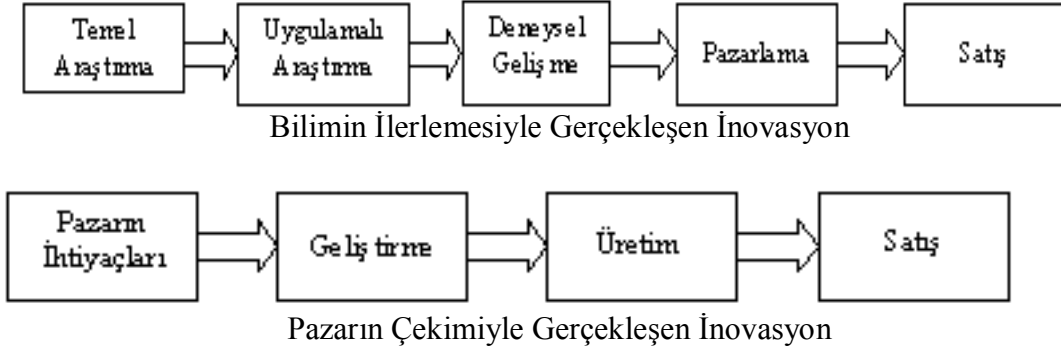 Temel
Araştırma
Uygulamalı
Araştırma
Deneysel
Gelişme
Pazarlama
Satış
Bilimin İlerlemesiyle Gerçekleşen İnovasyon
Pazarın
İhtiyaçları
Geliştirme
Üretim
Satış
Pazarın Çekimiyle Gerçekleşen İnovasyon